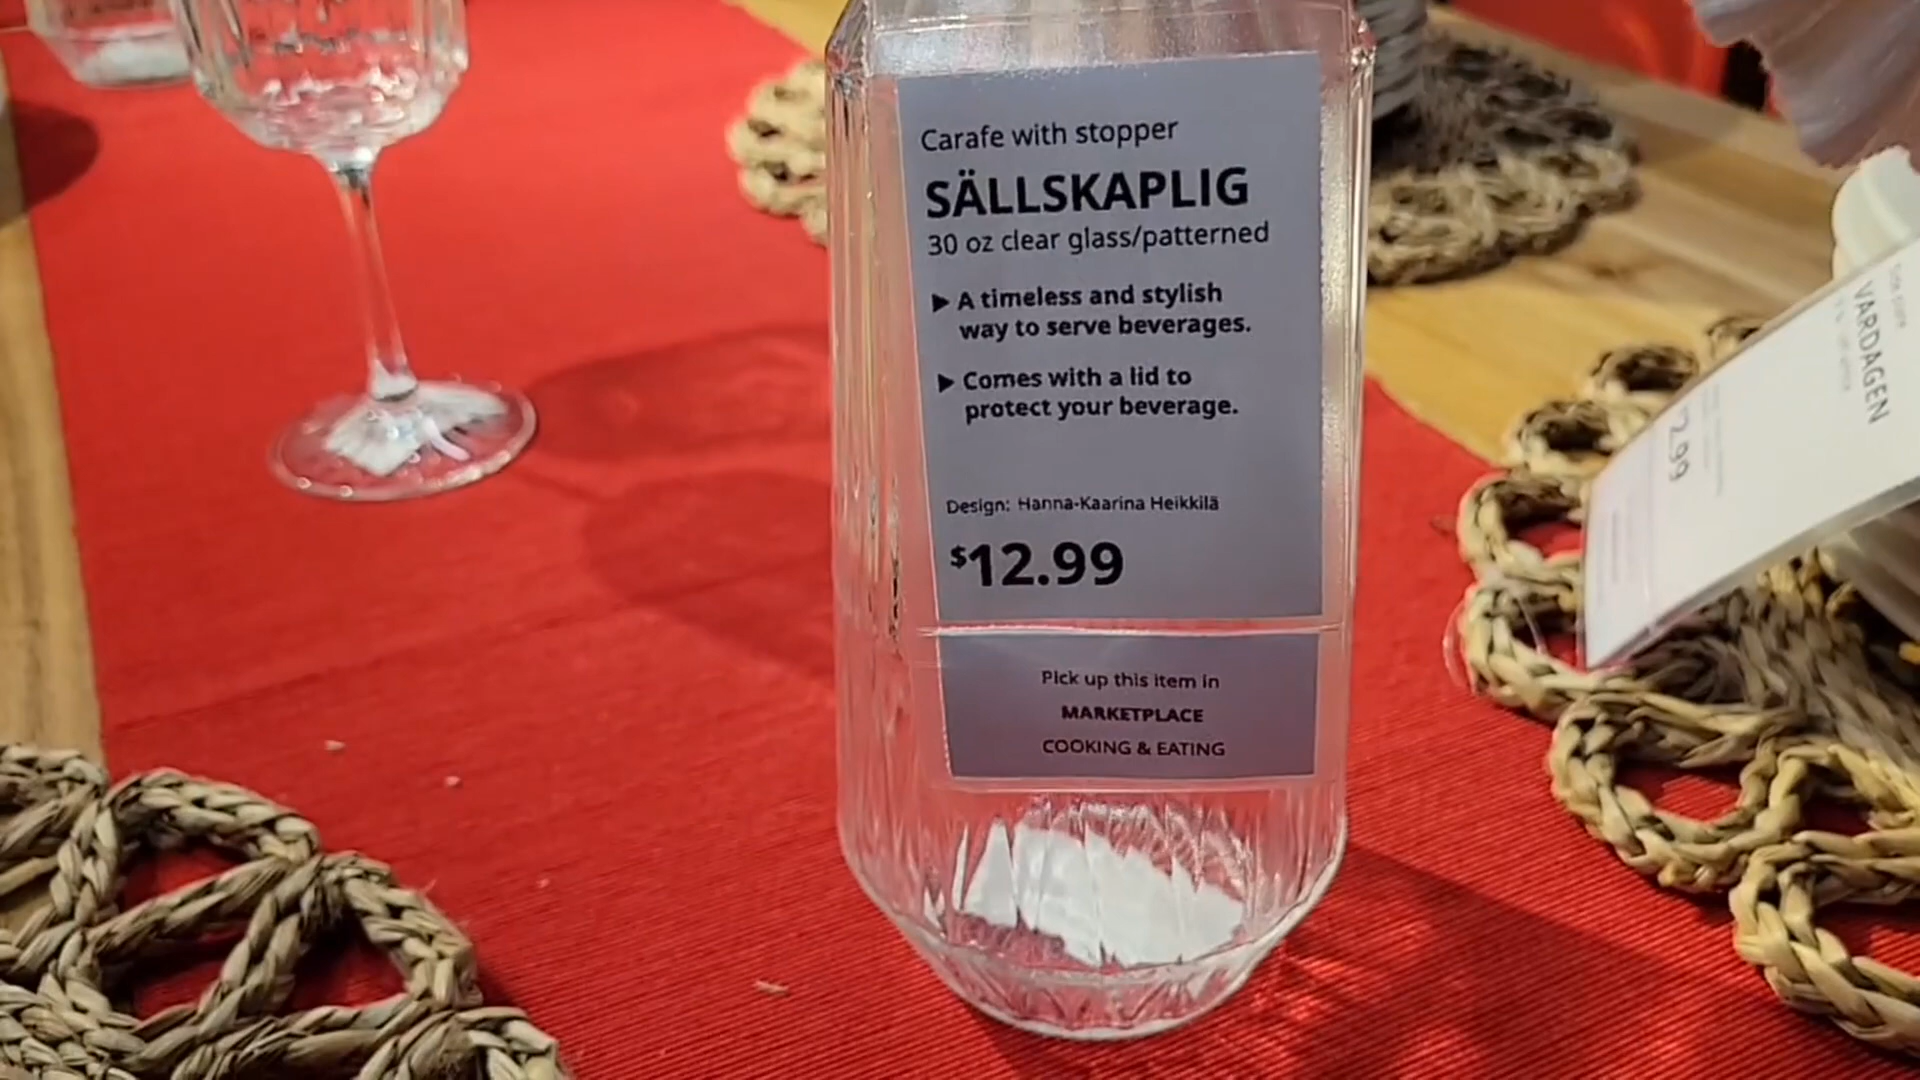 Carafe with stopper
SÄLLSKAPLIG
30 oz clear glass/patterned
▶ A timeless and stylish
way to serve beverages.
▶ Comes with a lid to
protect your beverage.
Design: Hanna-Kaarina Heikkilä
$12.99
Pick up this item in
MARKETPLACE
COOKING & EATING
VARDAGEN
2.99